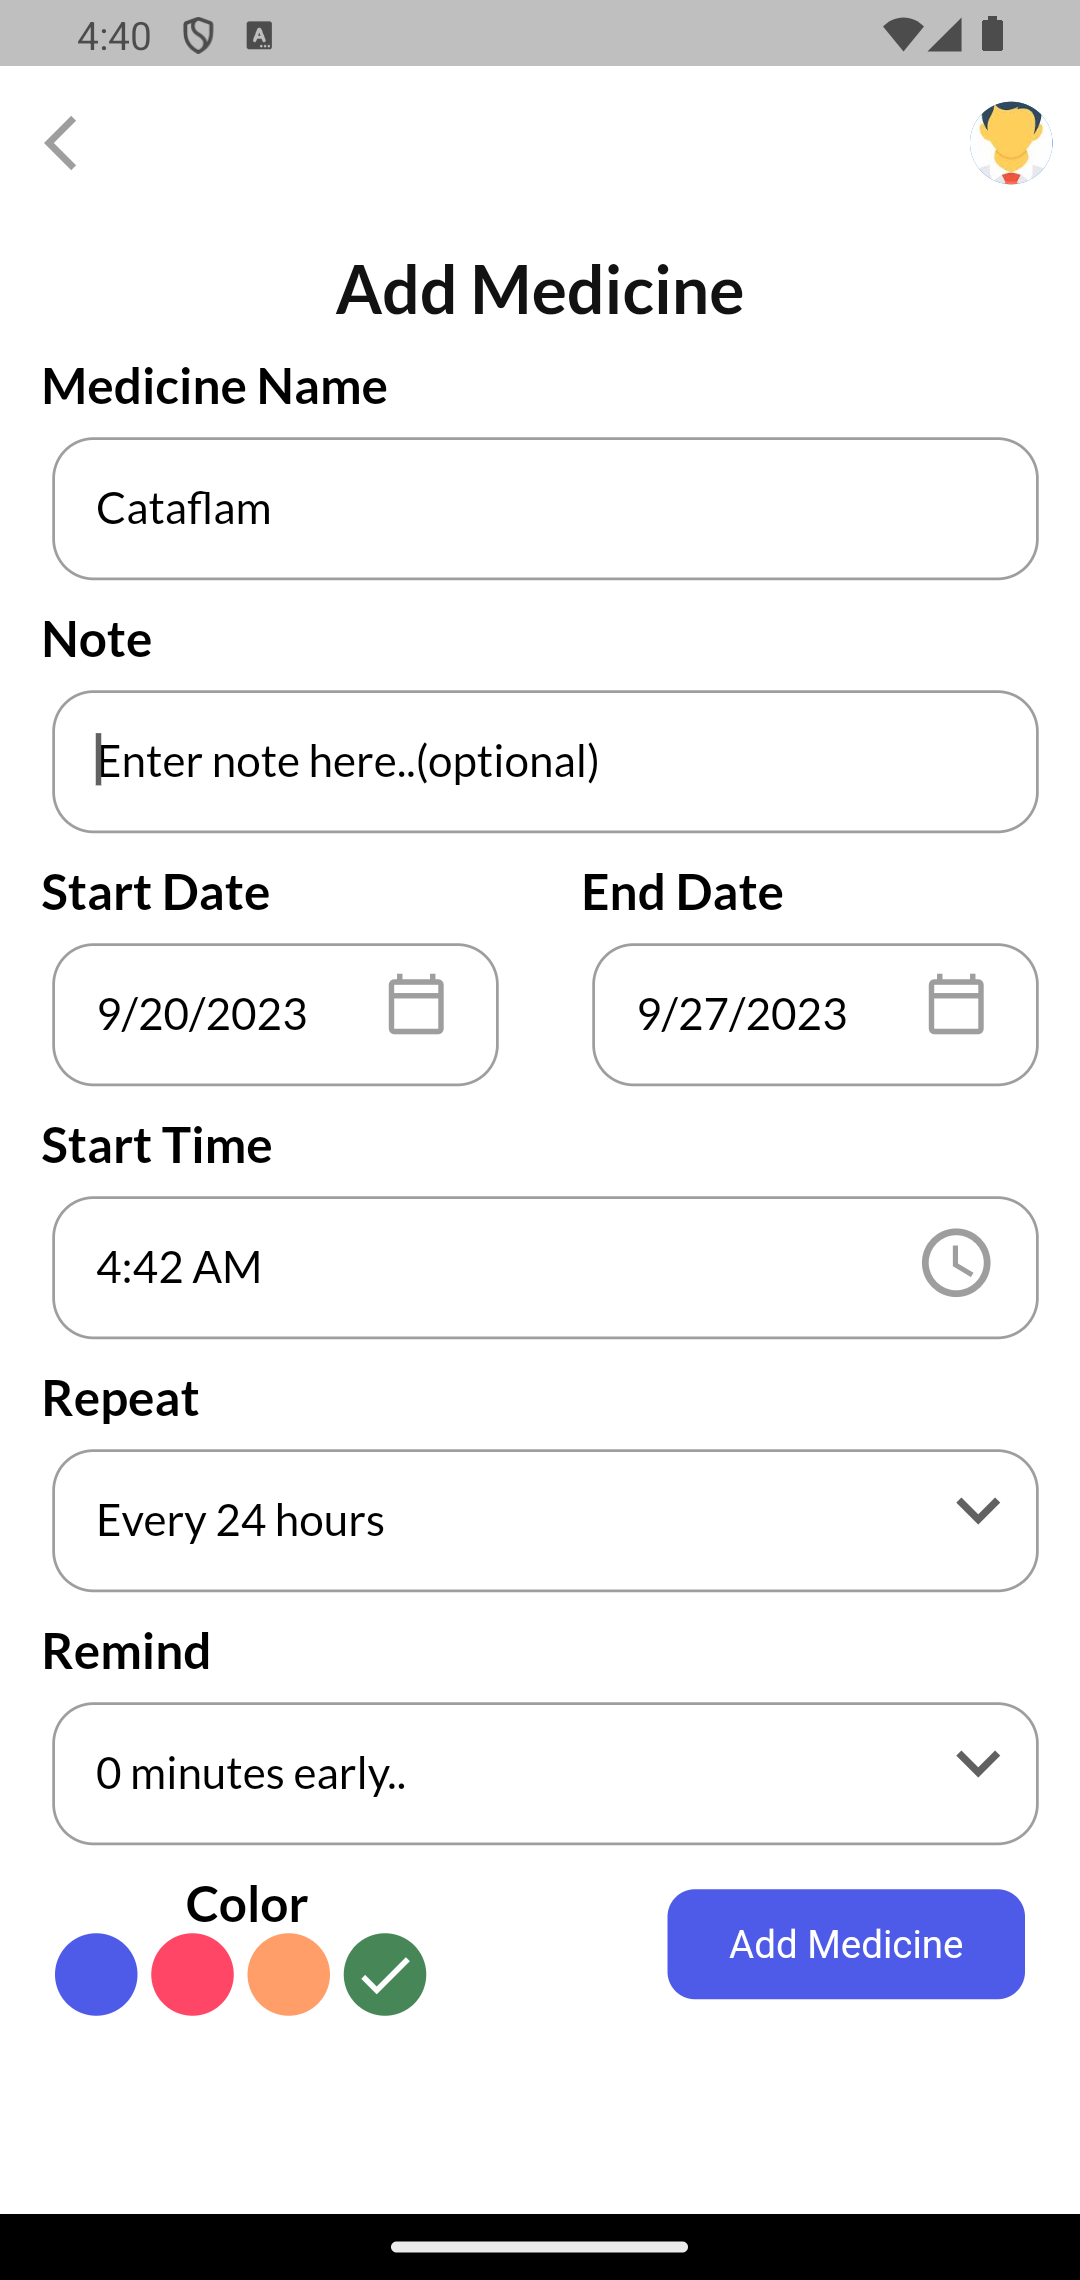 4:40
Add Medicine
Medicine Name
Cataflam
Note
Enter note here..(optional)
Start Date End Date
9/20/2023 9/27/2023
Start Time
4:42 AM
Repeat
Every 24 hours
Remind
0 minutes early..
Color
Add Medicine